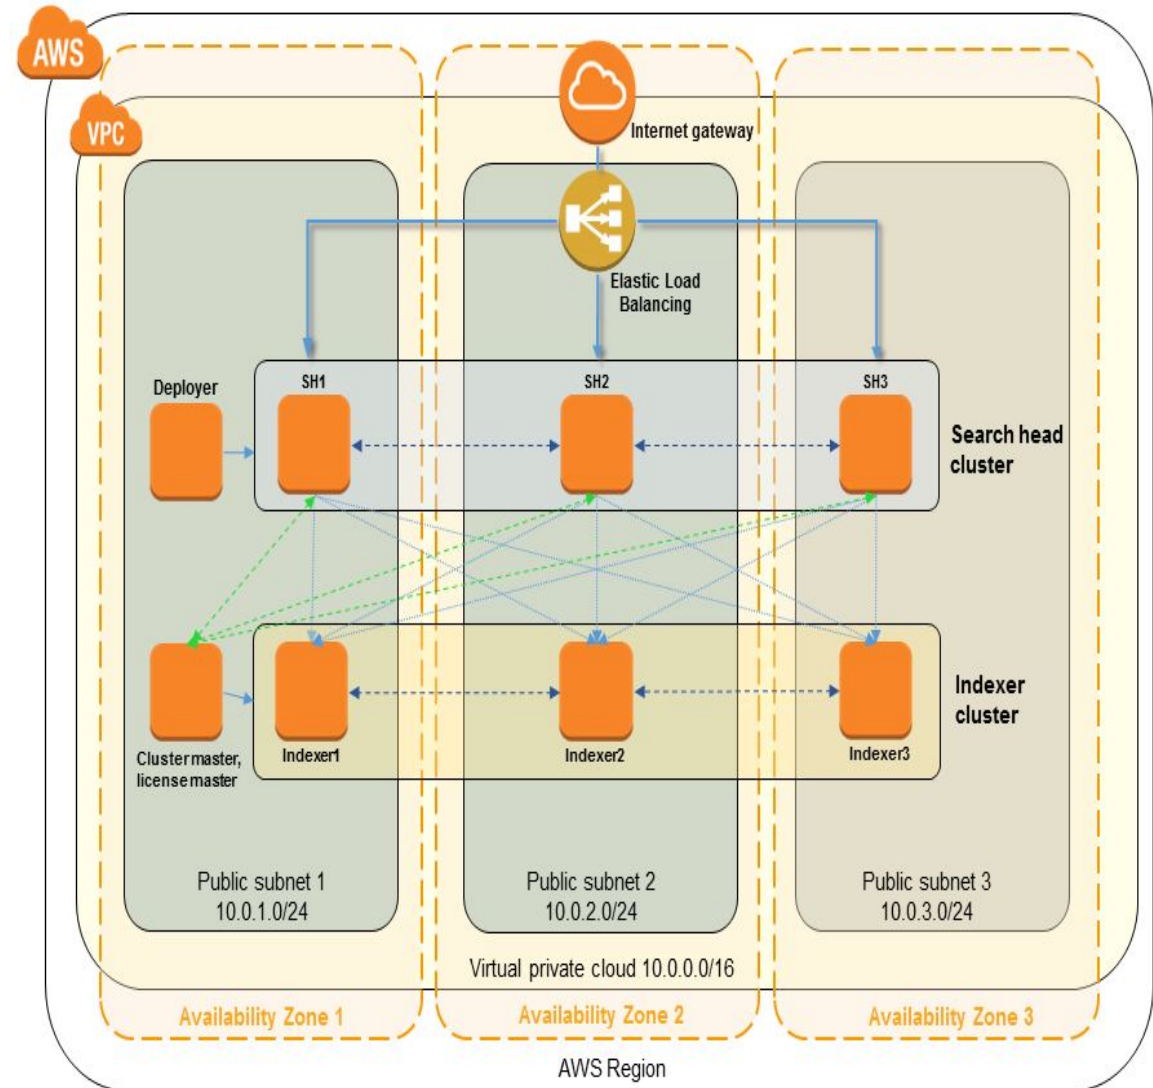 AWS
VPC
Internet gateway
Elastic Load
Balancing
Deployer
SH1
SH2
SH3
Search head
cluster
Cluster master,
license master
Indexer1
Indexer2
Indexer3
Indexer
cluster
Public subnet 1
10.0.1.0/24
Public subnet 2
10.0.2.0/24
Public subnet 3
10.0.3.0/24
Virtual private cloud 10.0.0.0/16
Availability Zone 1
Availability Zone 2
Availability Zone 3
AWS Region